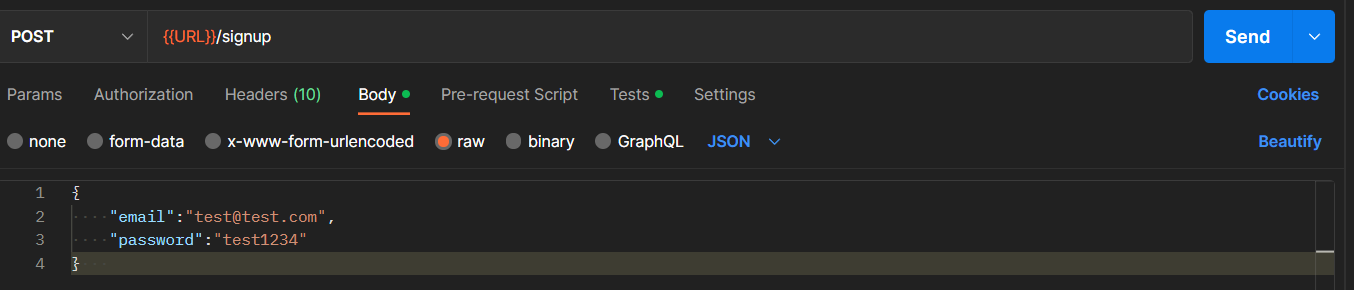 POST {{URL}}/signup Send
Params Authorization Headers (10) Body Pre-request Script Tests Settings Cookies
none form-data x-www-form-urlencoded raw binary GraphQL JSON Beautify
1 {
2 "email":"test@test.com",
3 "password":"test1234"
4 }